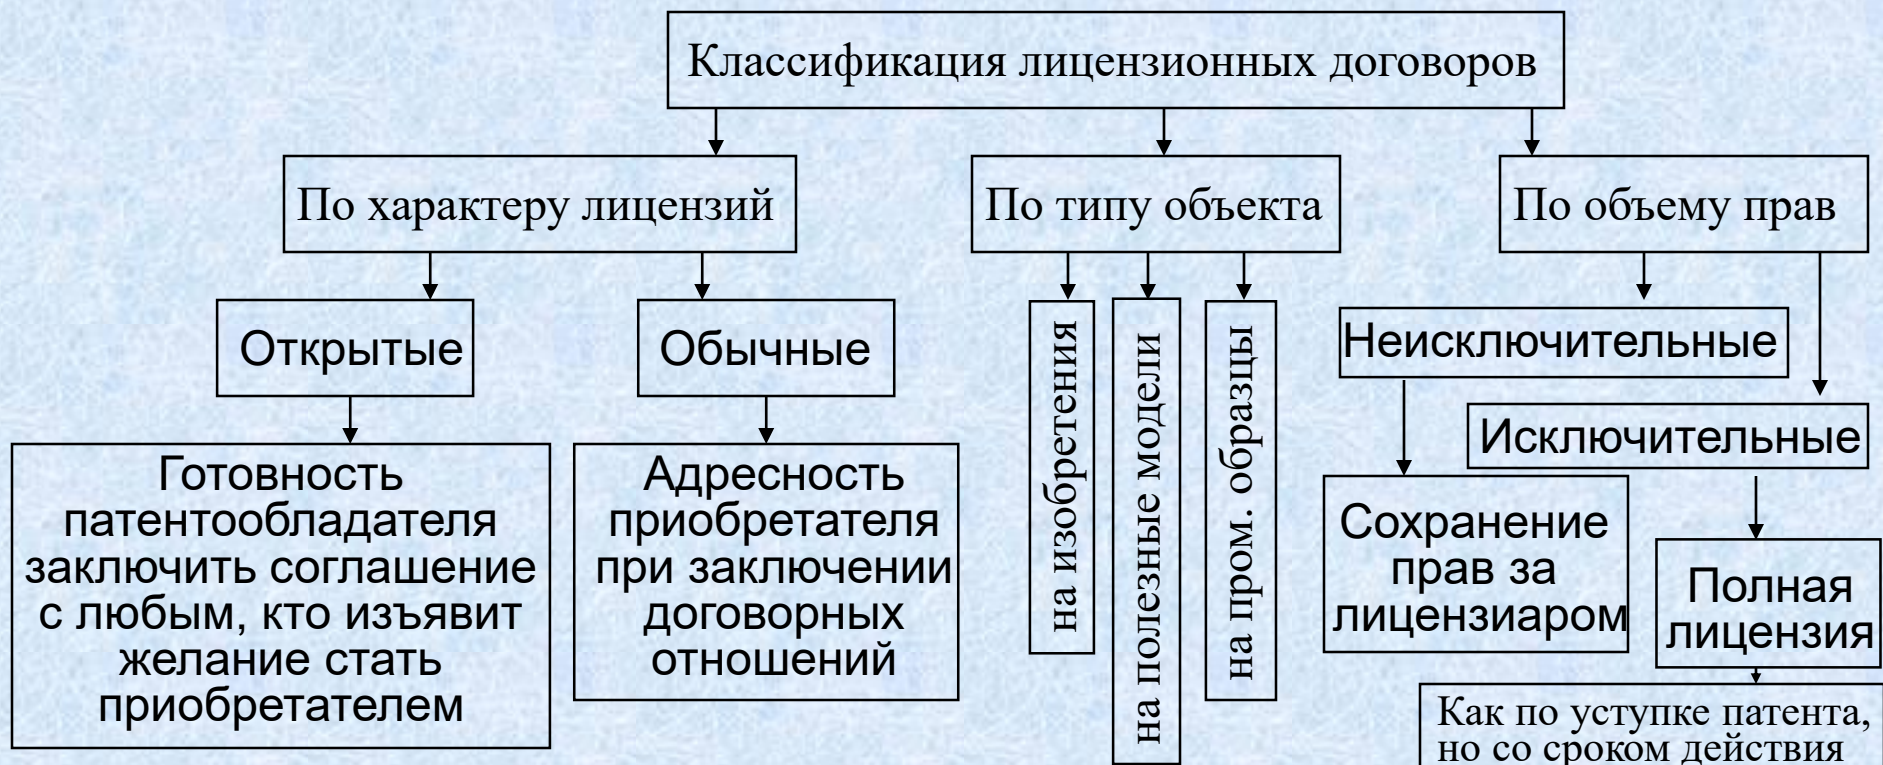 Классификация лицензионных договоров
По характеру лицензий
По типу объекта
По объему прав
Открытые
Обычные
на изобретения
на полезные модели
на пром. образцы
Неисключительные
Исключительные
Готовность
патентообладателя
заключить соглашение
с любым, кто изъявит
желание стать
приобретателем
Адресность
приобретателя
при заключении
договорных
отношений
Сохранение
прав за
лицензиаром
Полная
лицензия
Как по уступке патента,
но со сроком действия